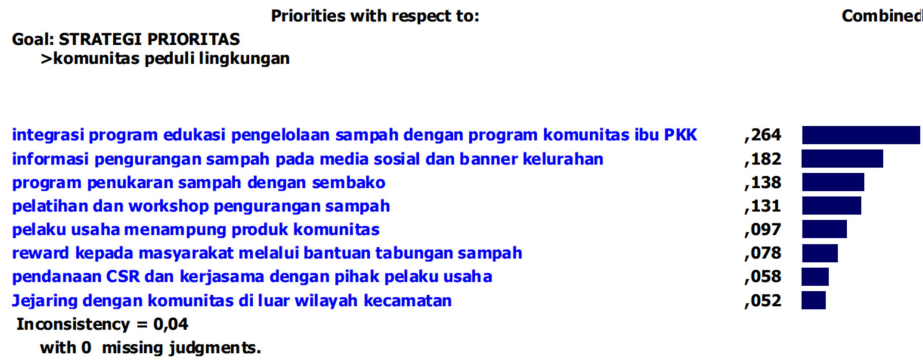 Priorities with respect to: Combined
Goal: STRATEGI PRIORITAS
>komunitas peduli lingkungan
integrasi program edukasi pengelolaan sampah dengan program komunitas ibu PKK ,264
informasi pengurangan sampah pada media sosial dan banner kelurahan ,182
program penukaran sampah dengan sembako ,138
pelatihan dan workshop pengurangan sampah ,131
pelaku usaha menampung produk komunitas ,097
reward kepada masyarakat melalui bantuan tabungan sampah ,078
pendanaan CSR dan kerjasama dengan pihak pelaku usaha ,058
Jejaring dengan komunitas di luar wilayah kecamatan ,052
Inconsistency = 0,04
with 0 missing judgments.